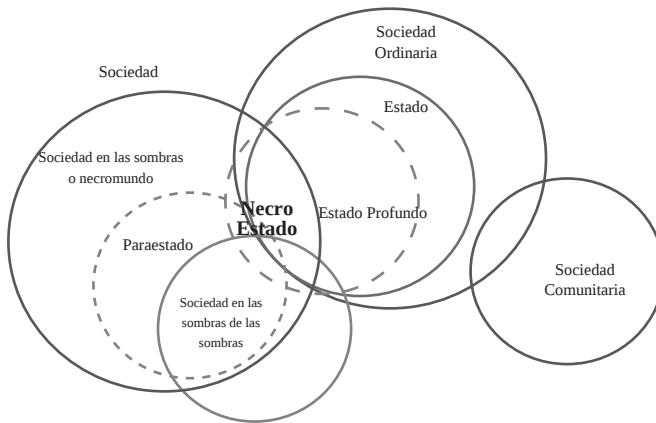 Sociedad
Ordinaria
Sociedad
Estado
Sociedad en las sombras
o necromundo
Necro
Estado
Estado Profundo
Paraestado
Sociedad
Comunitaria
Sociedad en las
sombras de las
sombras